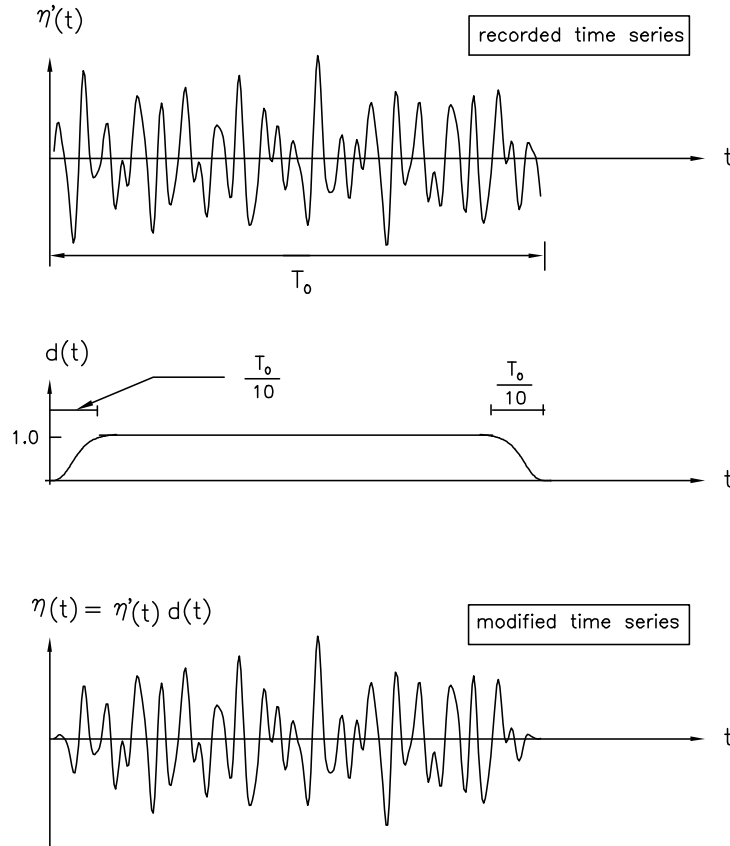 η'(t)
recorded time series
t
T₀
d(t)
T₀
10
T₀
10
1.0
t
η(t) = η'(t) d(t)
modified time series
t